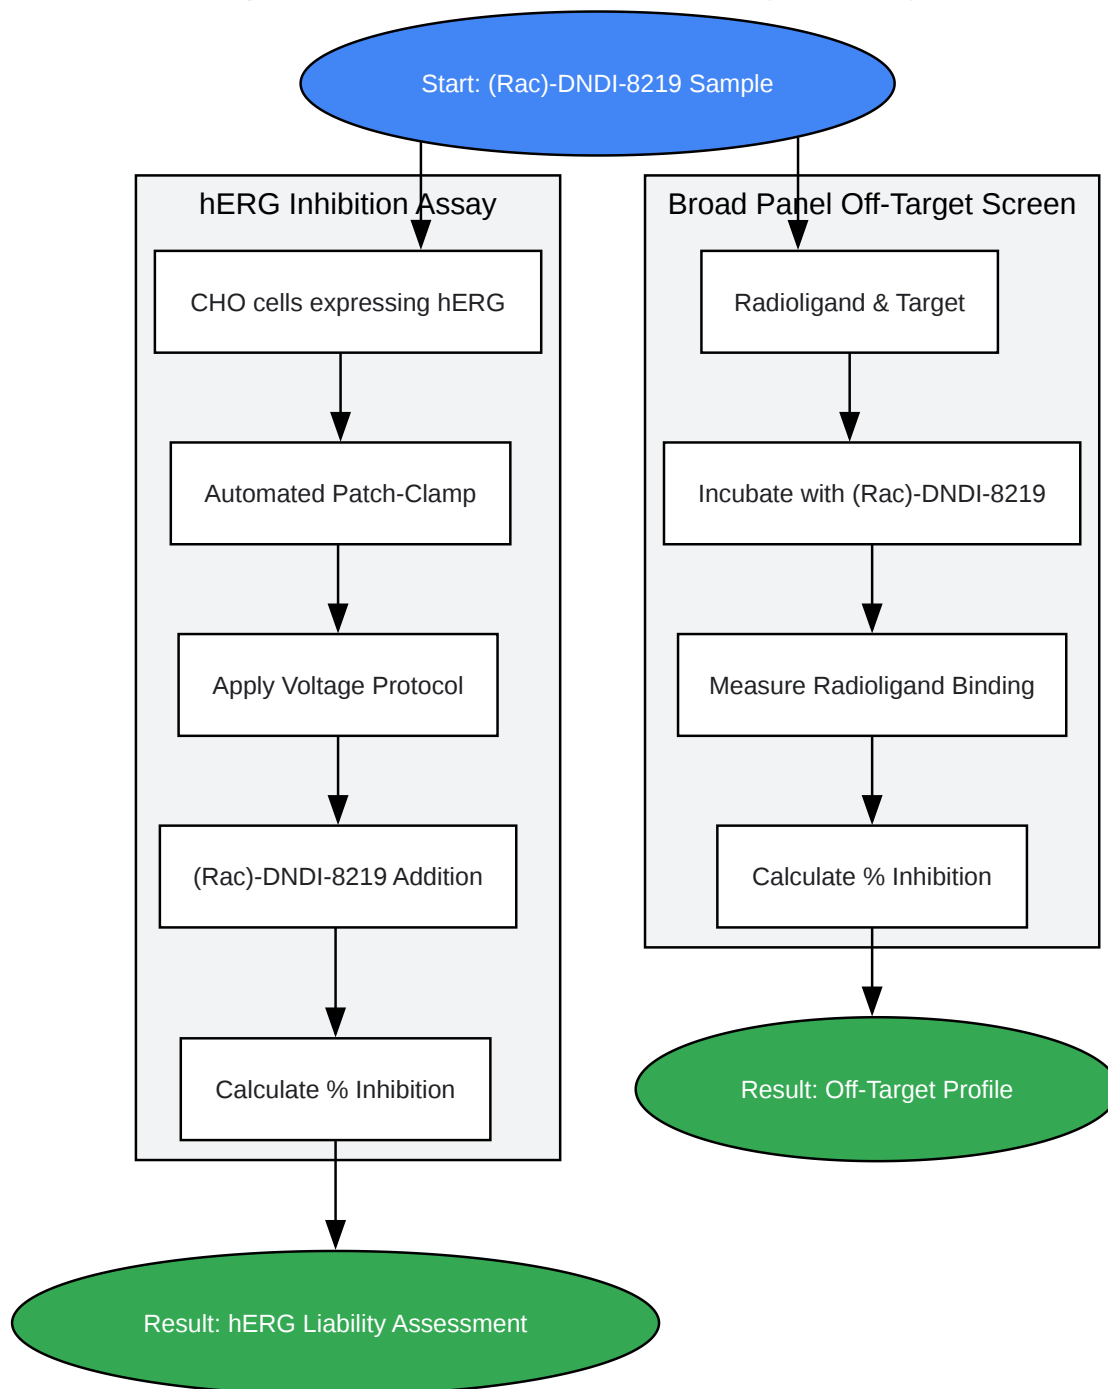 Start: (Rac)-DNDI-8219 Sample
hERG Inhibition Assay
CHO cells expressing hERG
Automated Patch-Clamp
Apply Voltage Protocol
(Rac)-DNDI-8219 Addition
Calculate % Inhibition
Result: hERG Liability Assessment
Broad Panel Off-Target Screen
Radioligand & Target
Incubate with (Rac)-DNDI-8219
Measure Radioligand Binding
Calculate % Inhibition
Result: Off-Target Profile